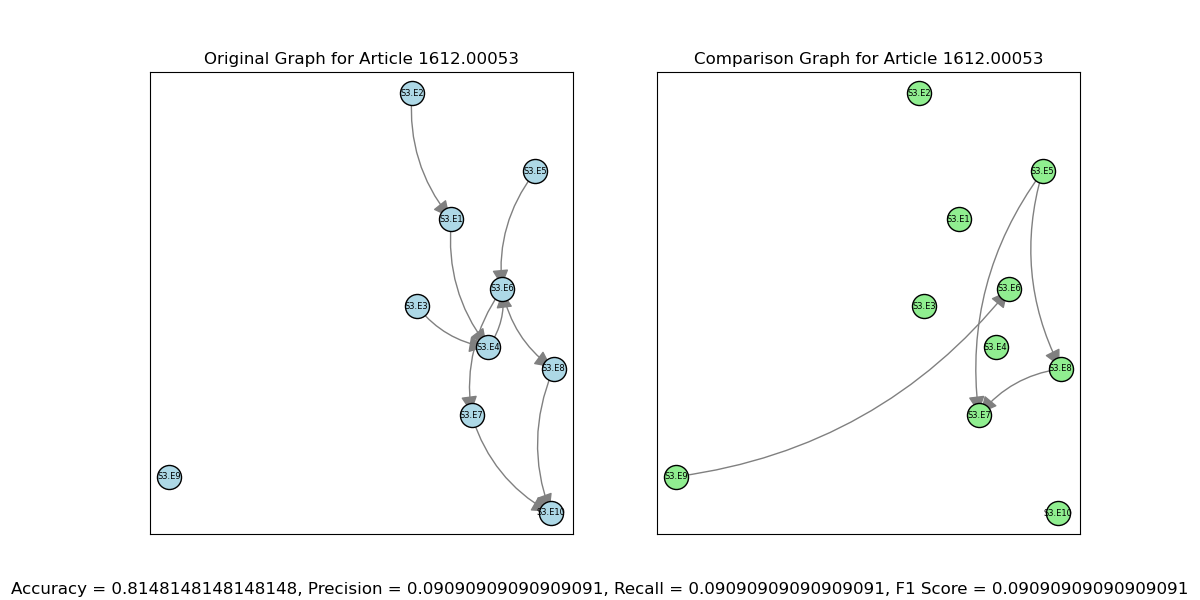 Original Graph for Article 1612.00053
S3.E2
S3.E5
S3.E1
S3.E6
S3.E3
S3.E4
S3.E8
S3.E7
S3.E9
S3.E10
Comparison Graph for Article 1612.00053
S3.E2
S3.E5
S3.E1
S3.E6
S3.E3
S3.E4
S3.E8
S3.E7
S3.E9
S3.E10
Accuracy = 0.8148148148148148, Precision = 0.09090909090909091, Recall = 0.09090909090909091, F1 Score = 0.09090909090909091